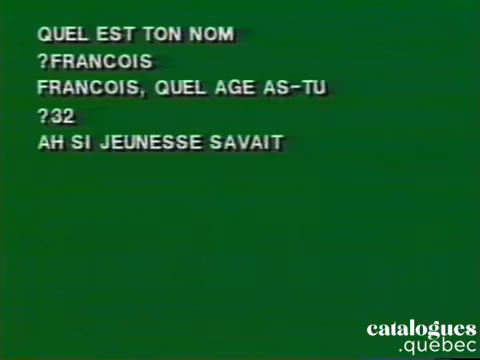 QUEL EST TON NOM
?FRANCOIS
FRANCOIS, QUEL AGE AS-TU
?32
AH SI JEUNESSE SAVAIT
catalogues
.québec